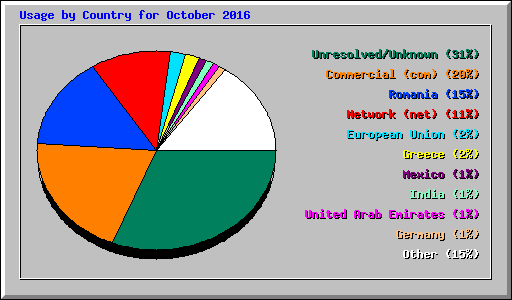 Usage by Country for October 2016
Unresolved/Unknown (31%)
Commercial (com) (20%)
Romania (15%)
Network (net) (11%)
European Union (2%)
Greece (2%)
Mexico (1%)
India (1%)
United Arab Emirates (1%)
Germany (1%)
Other (15%)